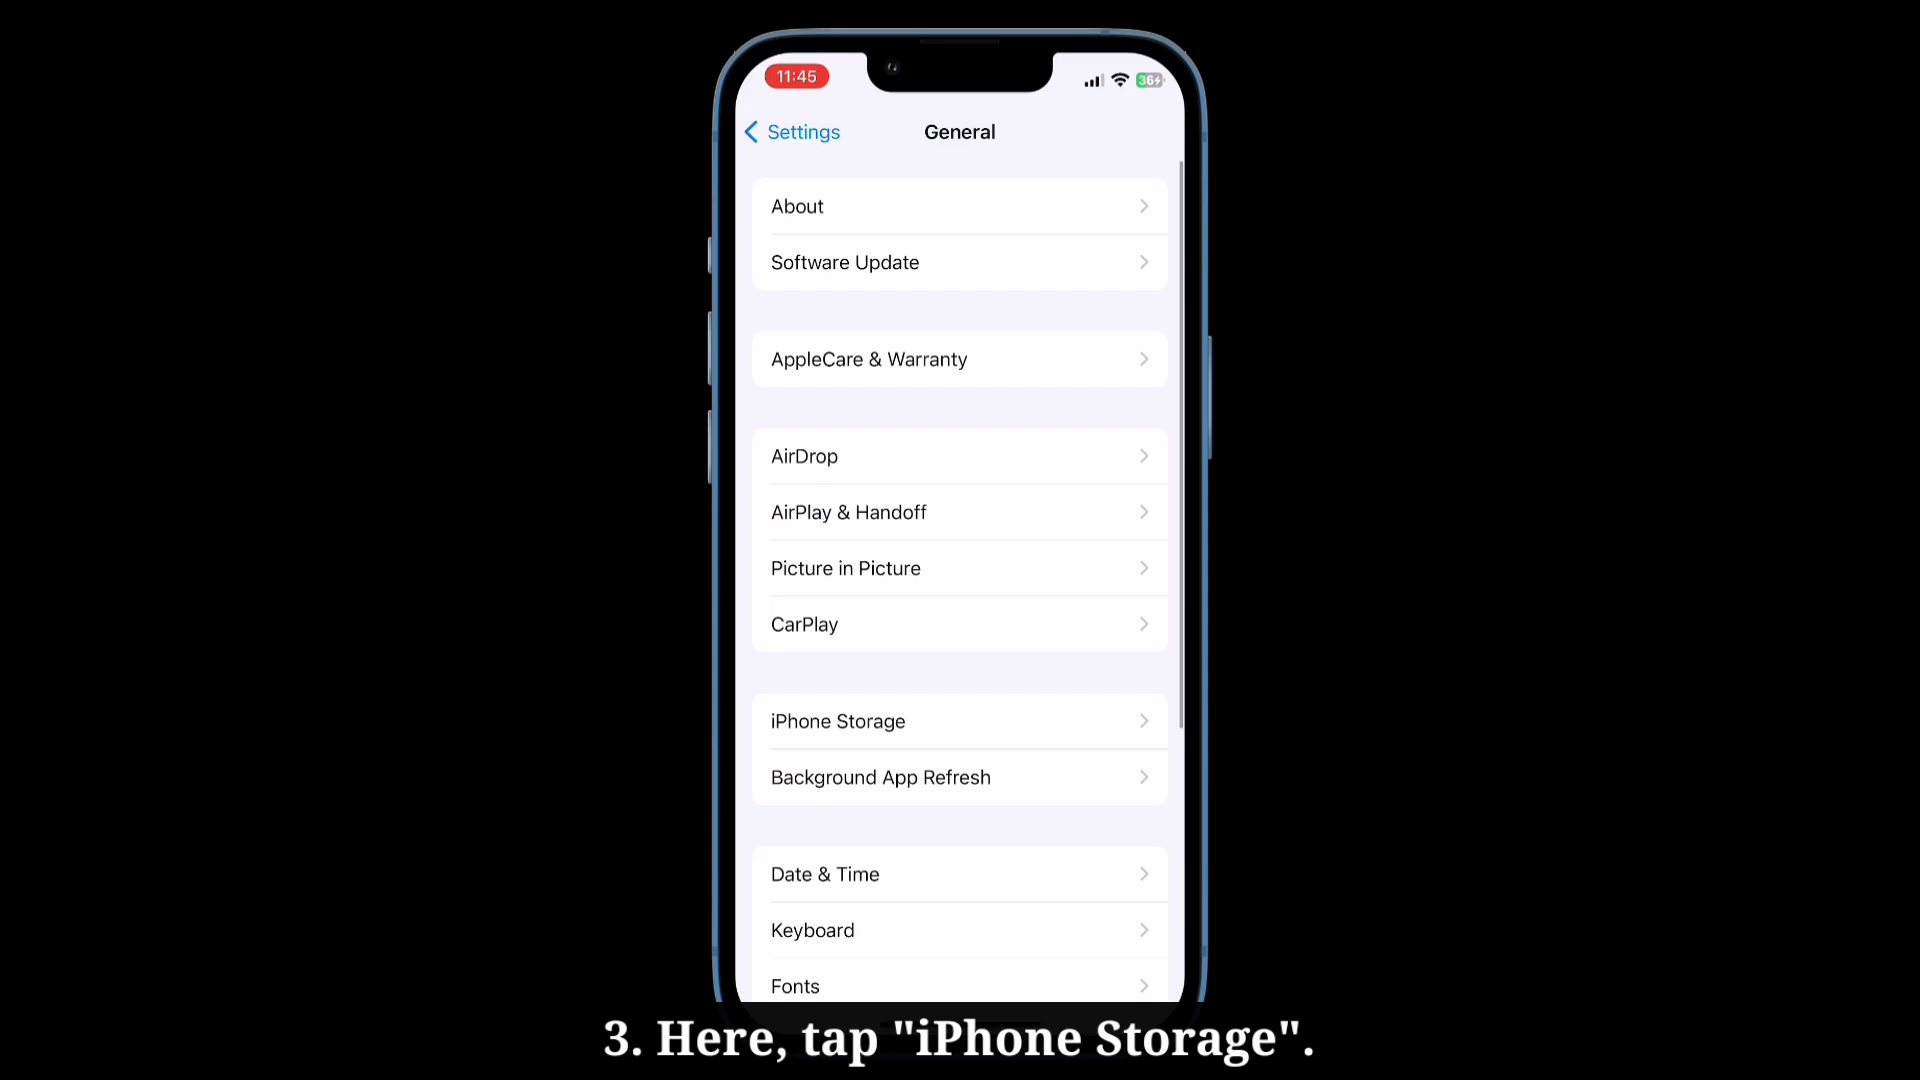 11:45
36
Settings
General
About
Software Update
AppleCare & Warranty
AirDrop
AirPlay & Handoff
Picture in Picture
CarPlay
iPhone Storage
Background App Refresh
Date & Time
Keyboard
Fonts
3. Here, tap "iPhone Storage".